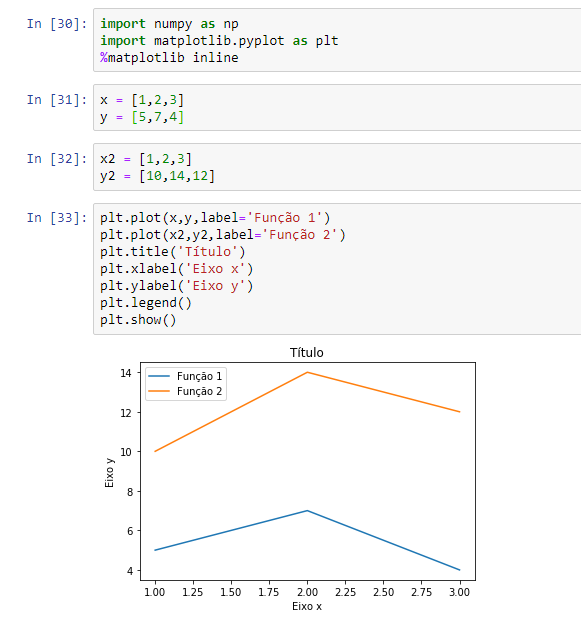 In [30]: import numpy as np
import matplotlib.pyplot as plt
%matplotlib inline
In [31]: x = [1,2,3]
y = [5,7,4]
In [32]: x2 = [1,2,3]
y2 = [10,14,12]
In [33]: plt.plot(x,y,label='Função 1')
plt.plot(x2,y2,label='Função 2')
plt.title('Título')
plt.xlabel('Eixo x')
plt.ylabel('Eixo y')
plt.legend()
plt.show()
Título
Função 1
Função 2
14
12
10
8
6
4
Eixo y
1.00 1.25 1.50 1.75 2.00 2.25 2.50 2.75 3.00
Eixo x